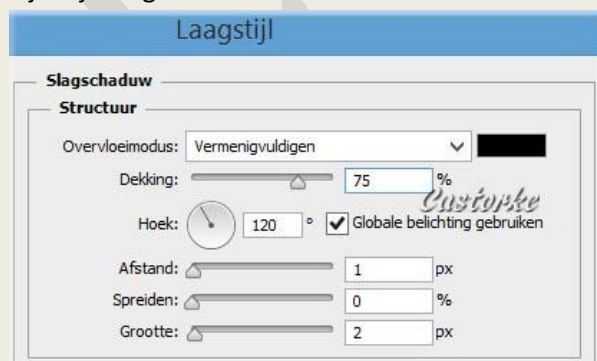 Laagstijl
Slagschaduw
Structuur
Overvloeimodus: Vermenigvuldigen
Dekking: 75 %
Castorke
Hoek: 120 ° Globale belichting gebruiken
Afstand: 1 px
Spreiden: 0 %
Grootte: 2 px